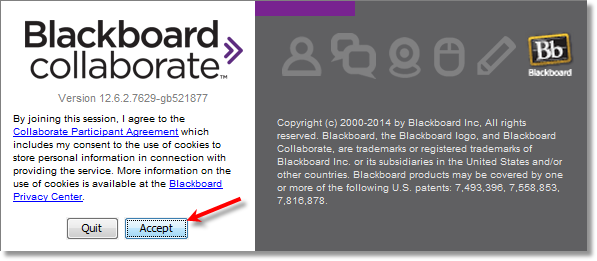 Blackboard
collaborate™
Version 12.6.2.7629-gb521877
By joining this session, I agree to the
Collaborate Participant Agreement which
includes my consent to the use of cookies to
store personal information in connection with
providing the service. More information on the
use of cookies is available at the Blackboard
Privacy Center.
Quit Accept
Bb
Blackboard
Copyright (c) 2000-2014 by Blackboard Inc, All rights
reserved. Blackboard, the Blackboard logo, and Blackboard
Collaborate, are trademarks or registered trademarks of
Blackboard Inc. or its subsidiaries in the United States and/or
other countries. Blackboard products may be covered by one
or more of the following U.S. patents: 7,493,396, 7,558,853,
7,816,878.